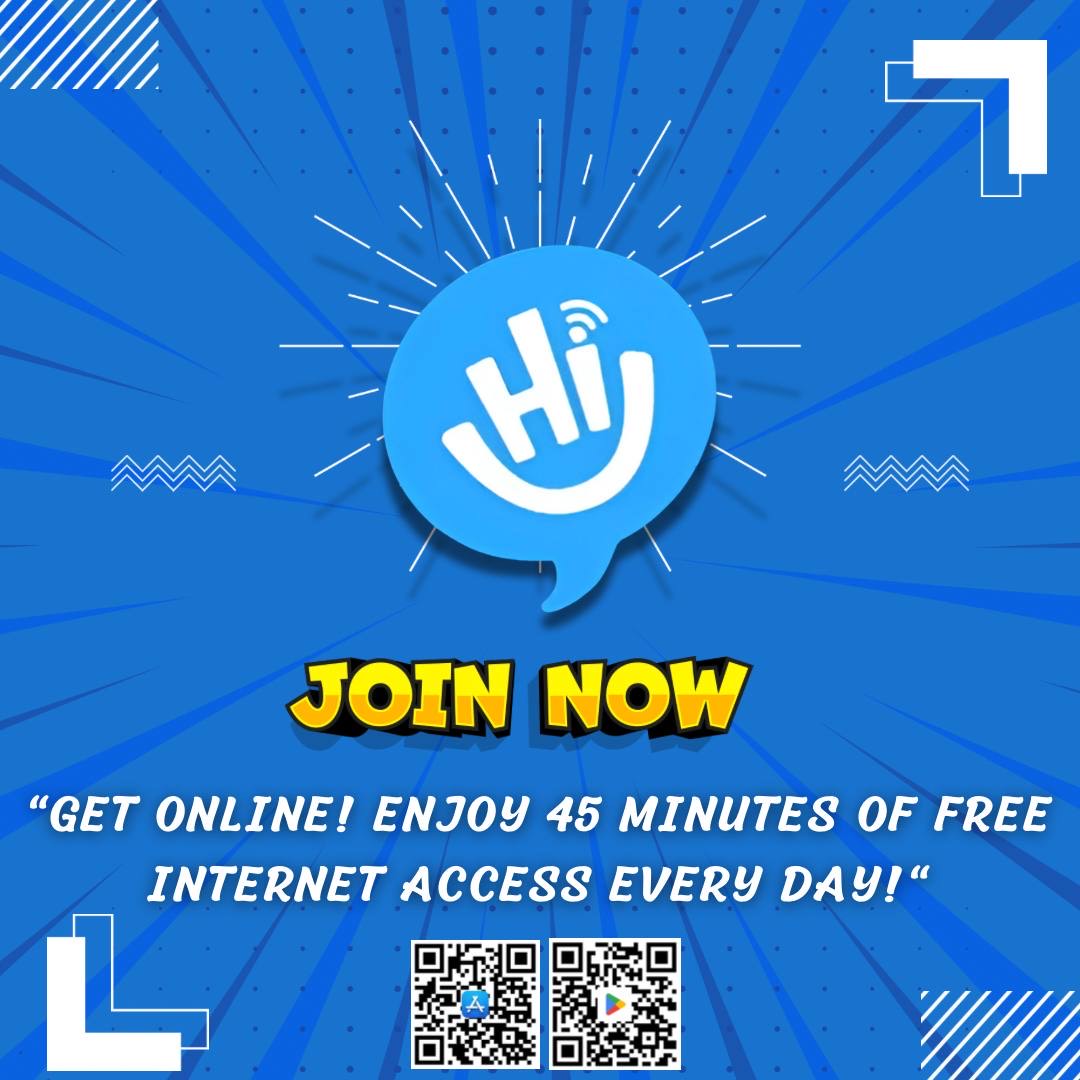 Hi
JOIN NOW
“GET ONLINE! ENJOY 45 MINUTES OF FREE
INTERNET ACCESS EVERY DAY!“